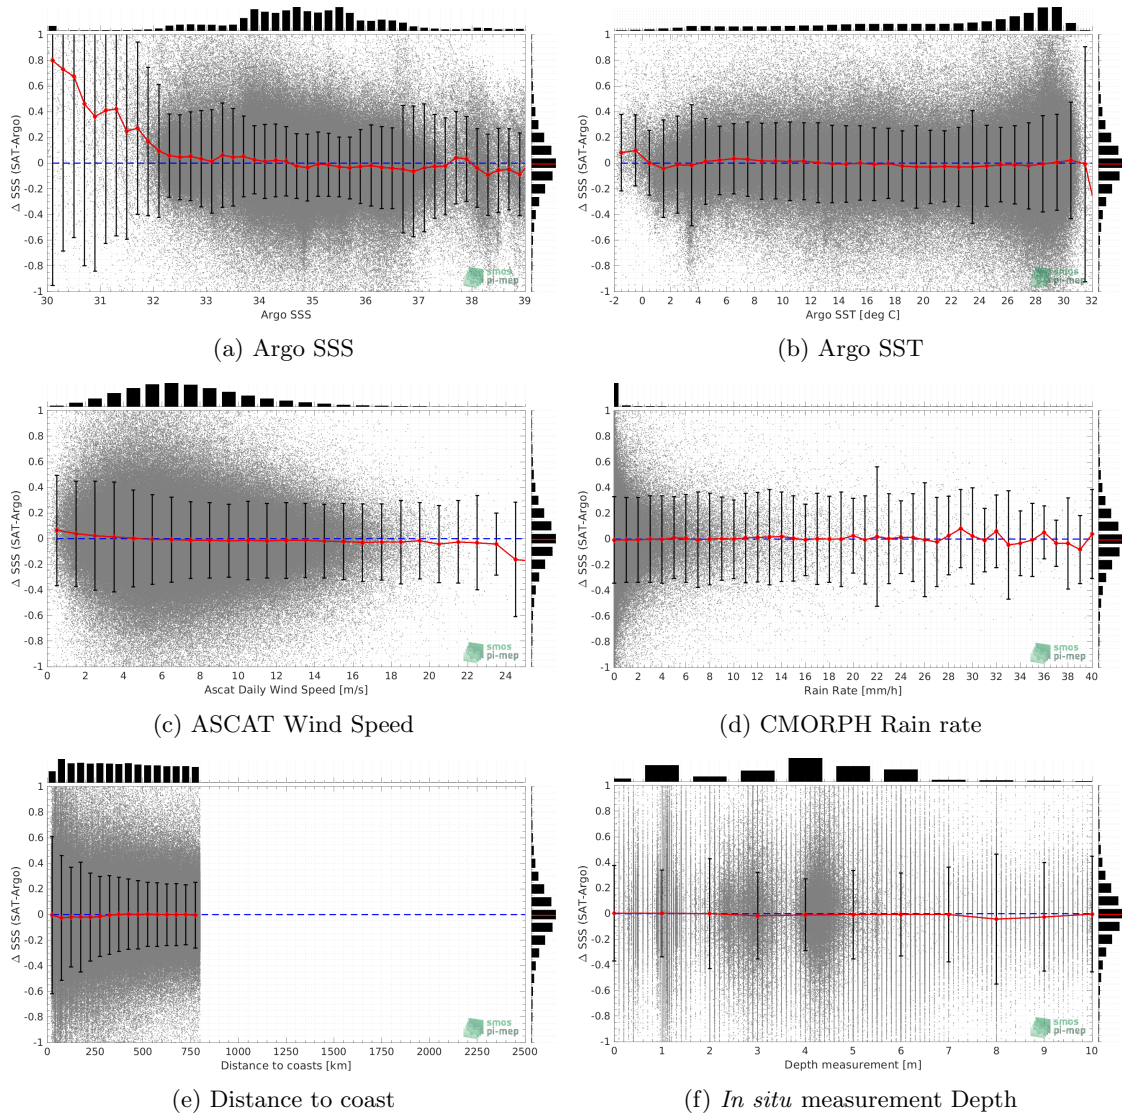 1
0.8
0.6
0.4
0.2
0
-0.2
-0.4
-0.6
-0.8
-1
Δ SSS (SAT-Argo)
30 31 32 33 34 35 36 37 38 39
Argo SSS
smos
pi-mep
(a) Argo SSS
1
0.8
0.6
0.4
0.2
0
-0.2
-0.4
-0.6
-0.8
-1
Δ SSS (SAT-Argo)
-2 0 2 4 6 8 10 12 14 16 18 20 22 24 26 28 30 32
Argo SST [deg C]
smos
pi-mep
(b) Argo SST
1
0.8
0.6
0.4
0.2
0
-0.2
-0.4
-0.6
-0.8
-1
Δ SSS (SAT-Argo)
0 2 4 6 8 10 12 14 16 18 20 22 24
Ascat Daily Wind Speed [m/s]
smos
pi-mep
(c) ASCAT Wind Speed
1
0.8
0.6
0.4
0.2
0
-0.2
-0.4
-0.6
-0.8
-1
Δ SSS (SAT-Argo)
0 2 4 6 8 10 12 14 16 18 20 22 24 26 28 30 32 34 36 38 40
Rain Rate [mm/h]
smos
pi-mep
(d) CMORPH Rain rate
1
0.8
0.6
0.4
0.2
0
-0.2
-0.4
-0.6
-0.8
-1
Δ SSS (SAT-Argo)
0 250 500 750 1000 1250 1500 1750 2000 2250 2500
Distance to coasts [km]
smos
pi-mep
(e) Distance to coast
1
0.8
0.6
0.4
0.2
0
-0.2
-0.4
-0.6
-0.8
-1
Δ SSS (SAT-Argo)
0 1 2 3 4 5 6 7 8 9 10
Depth measurement [m]
smos
pi-mep
(f) In situ measurement Depth